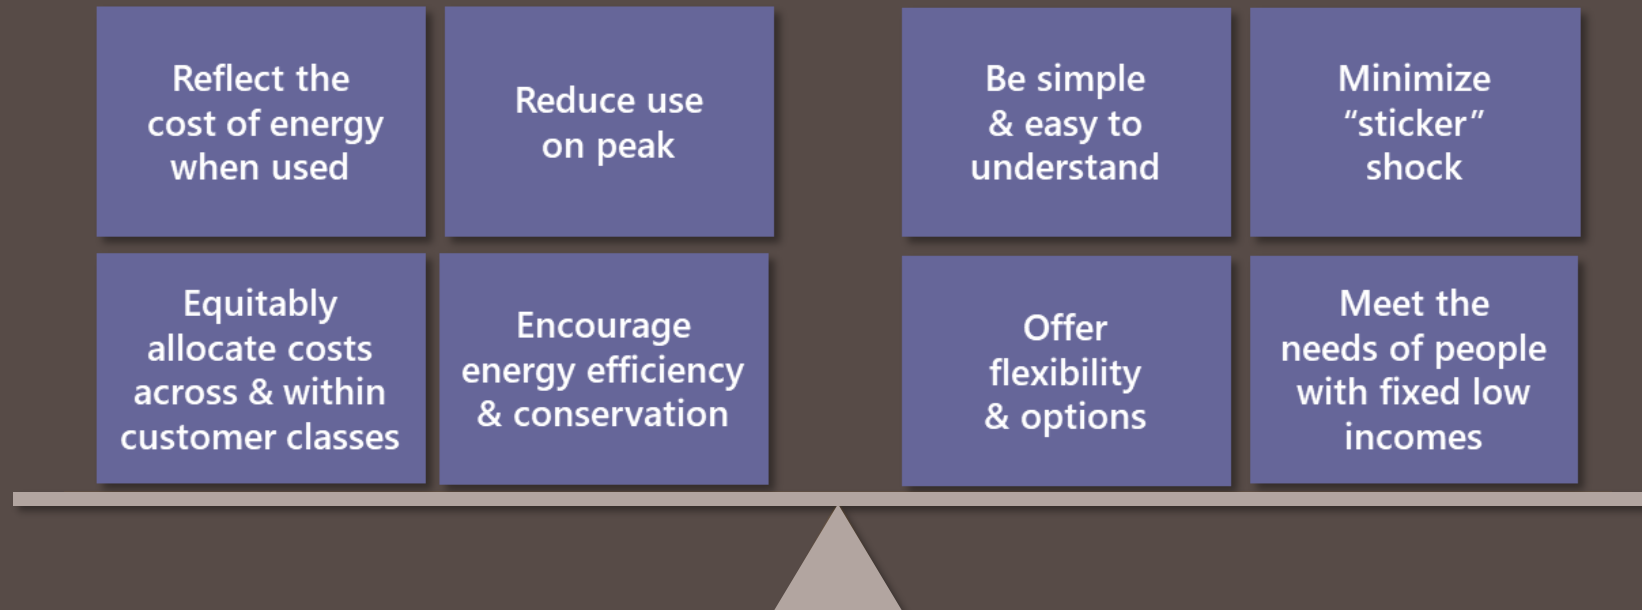 Reflect the
cost of energy
when used
Reduce use
on peak
Be simple
& easy to
understand
Minimize
“sticker”
shock
Equitably
allocate costs
across & within
customer classes
Encourage
energy efficiency
& conservation
Offer
flexibility
& options
Meet the
needs of people
with fixed low
incomes